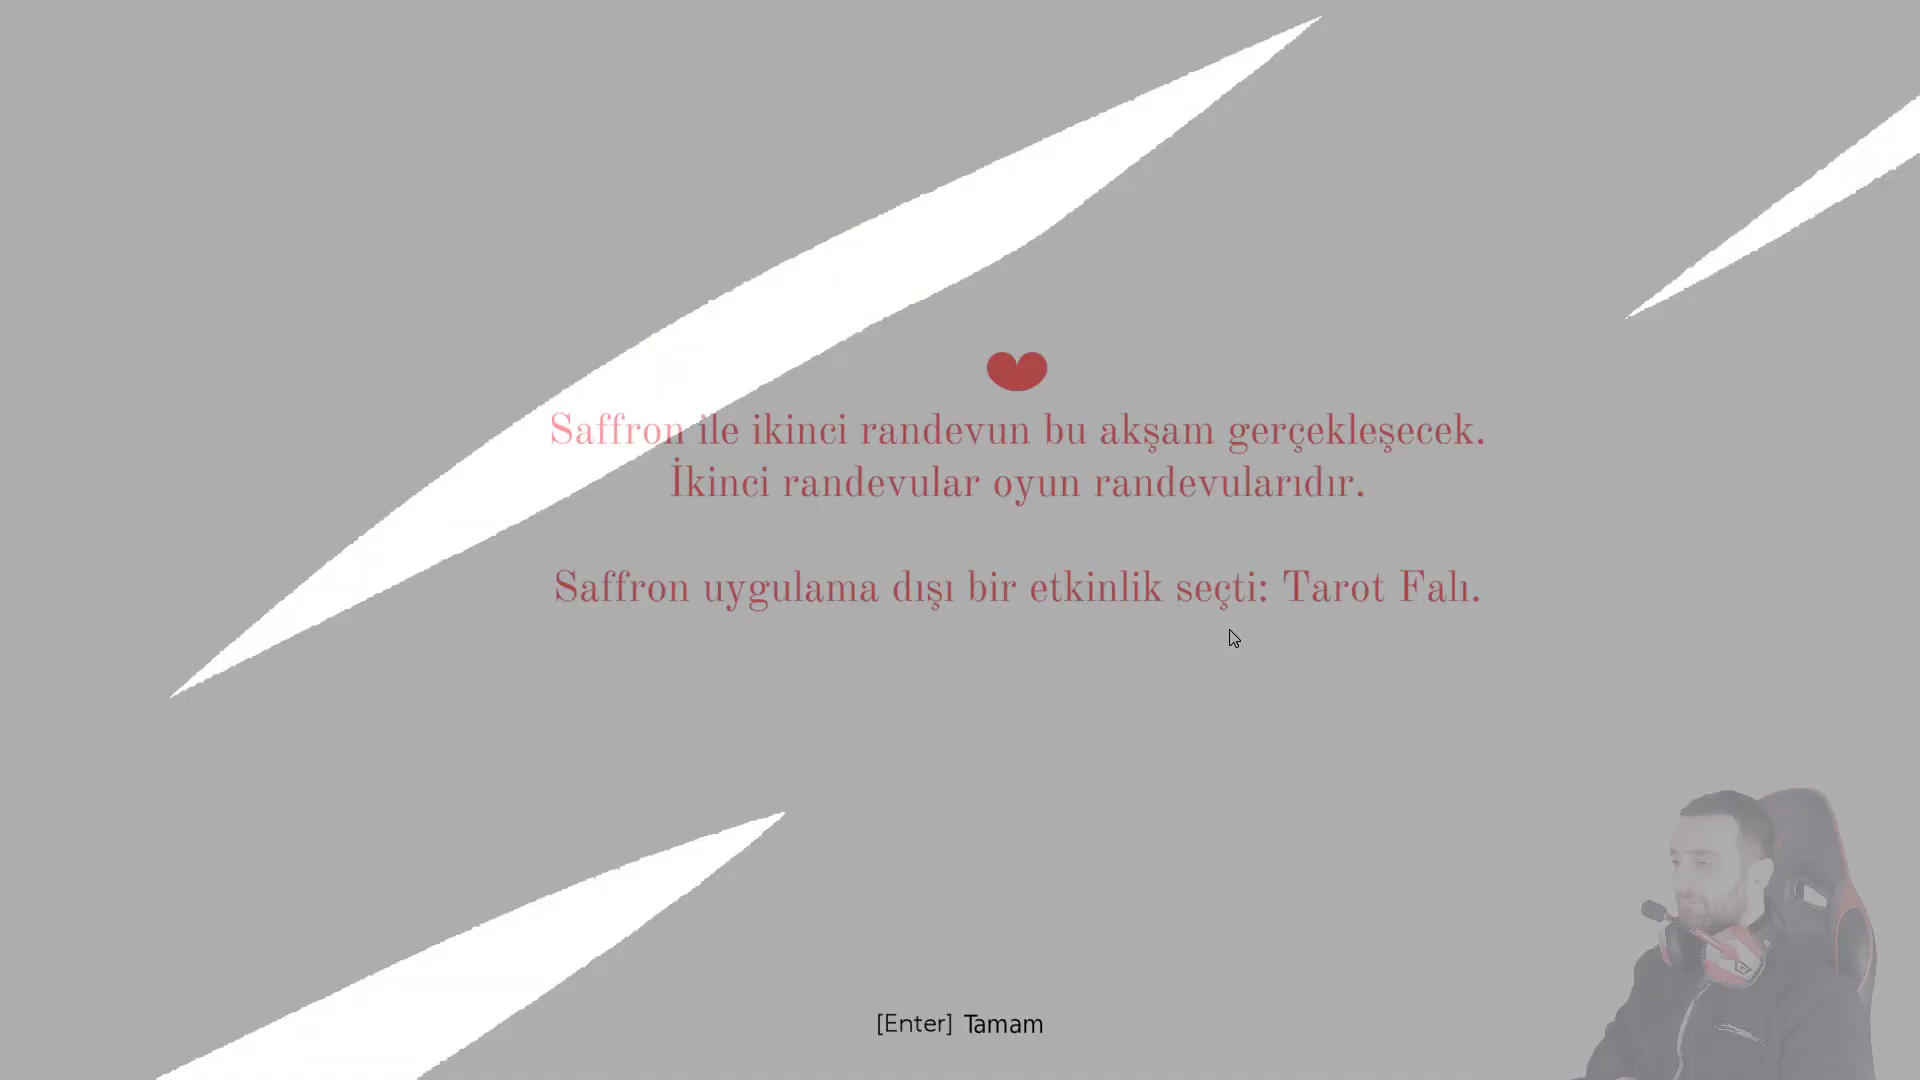 Saffron ile ikinci randevun bu akşam gerçekleşecek.
İkinci randevular oyun randevularıdır.
Saffron uygulama dışı bir etkinlik seçti: Tarot Falı.
[Enter] Tamam